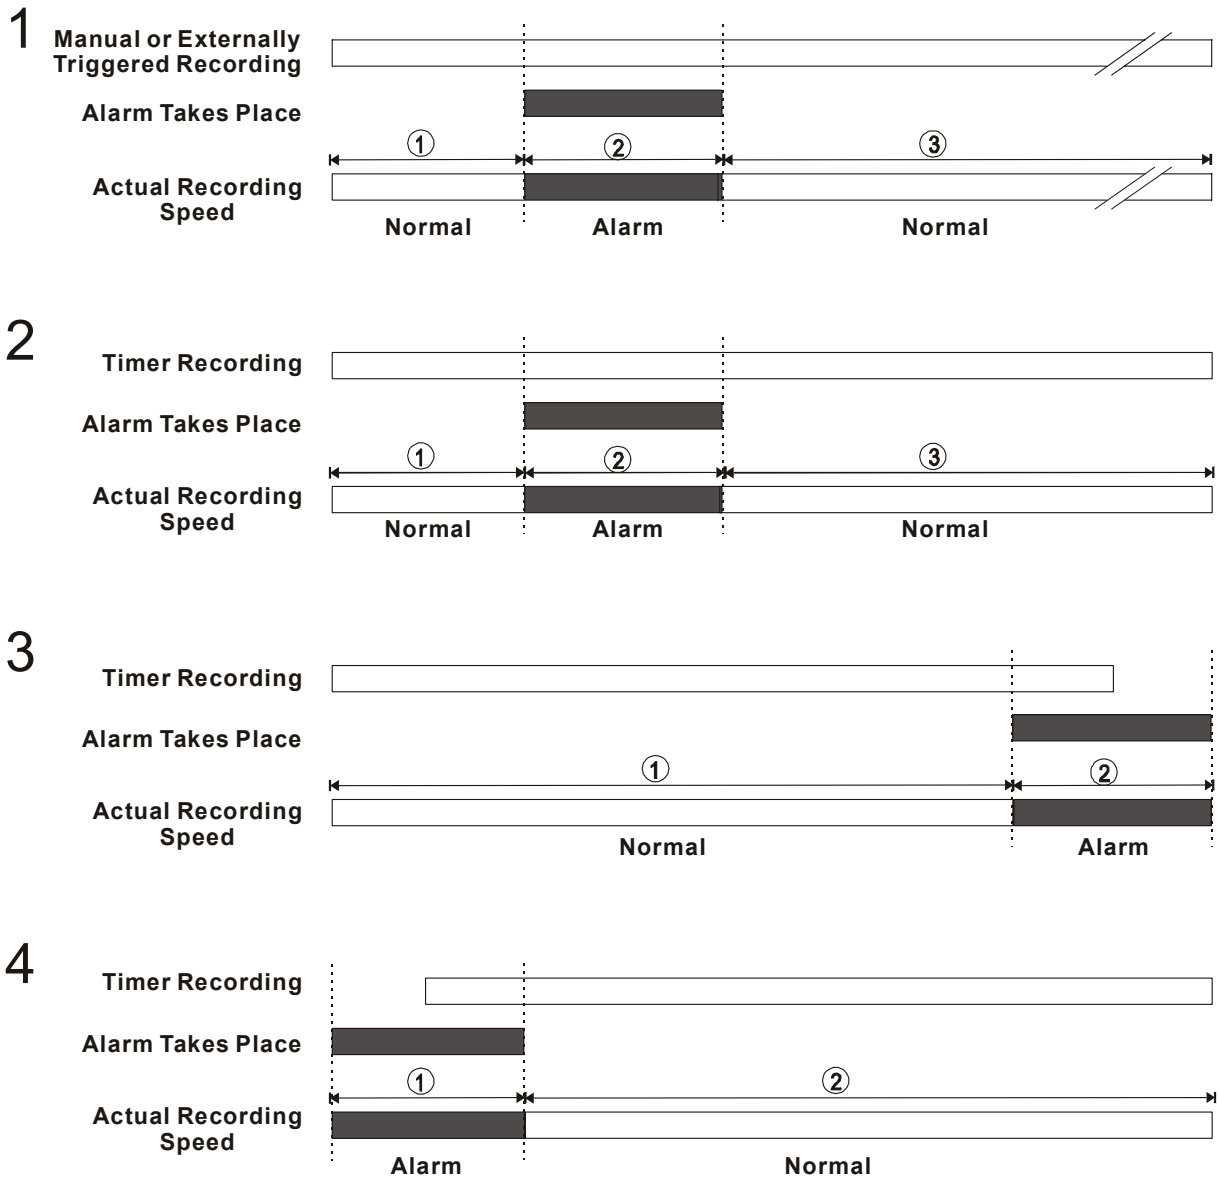 1
Manual or Externally
Triggered Recording
Alarm Takes Place
① ② ③
Actual Recording
Speed
Normal Alarm Normal
2
Timer Recording
Alarm Takes Place
① ② ③
Actual Recording
Speed
Normal Alarm Normal
3
Timer Recording
Alarm Takes Place
① ②
Actual Recording
Speed
Normal Alarm
4
Timer Recording
Alarm Takes Place
① ②
Actual Recording
Speed
Alarm Normal